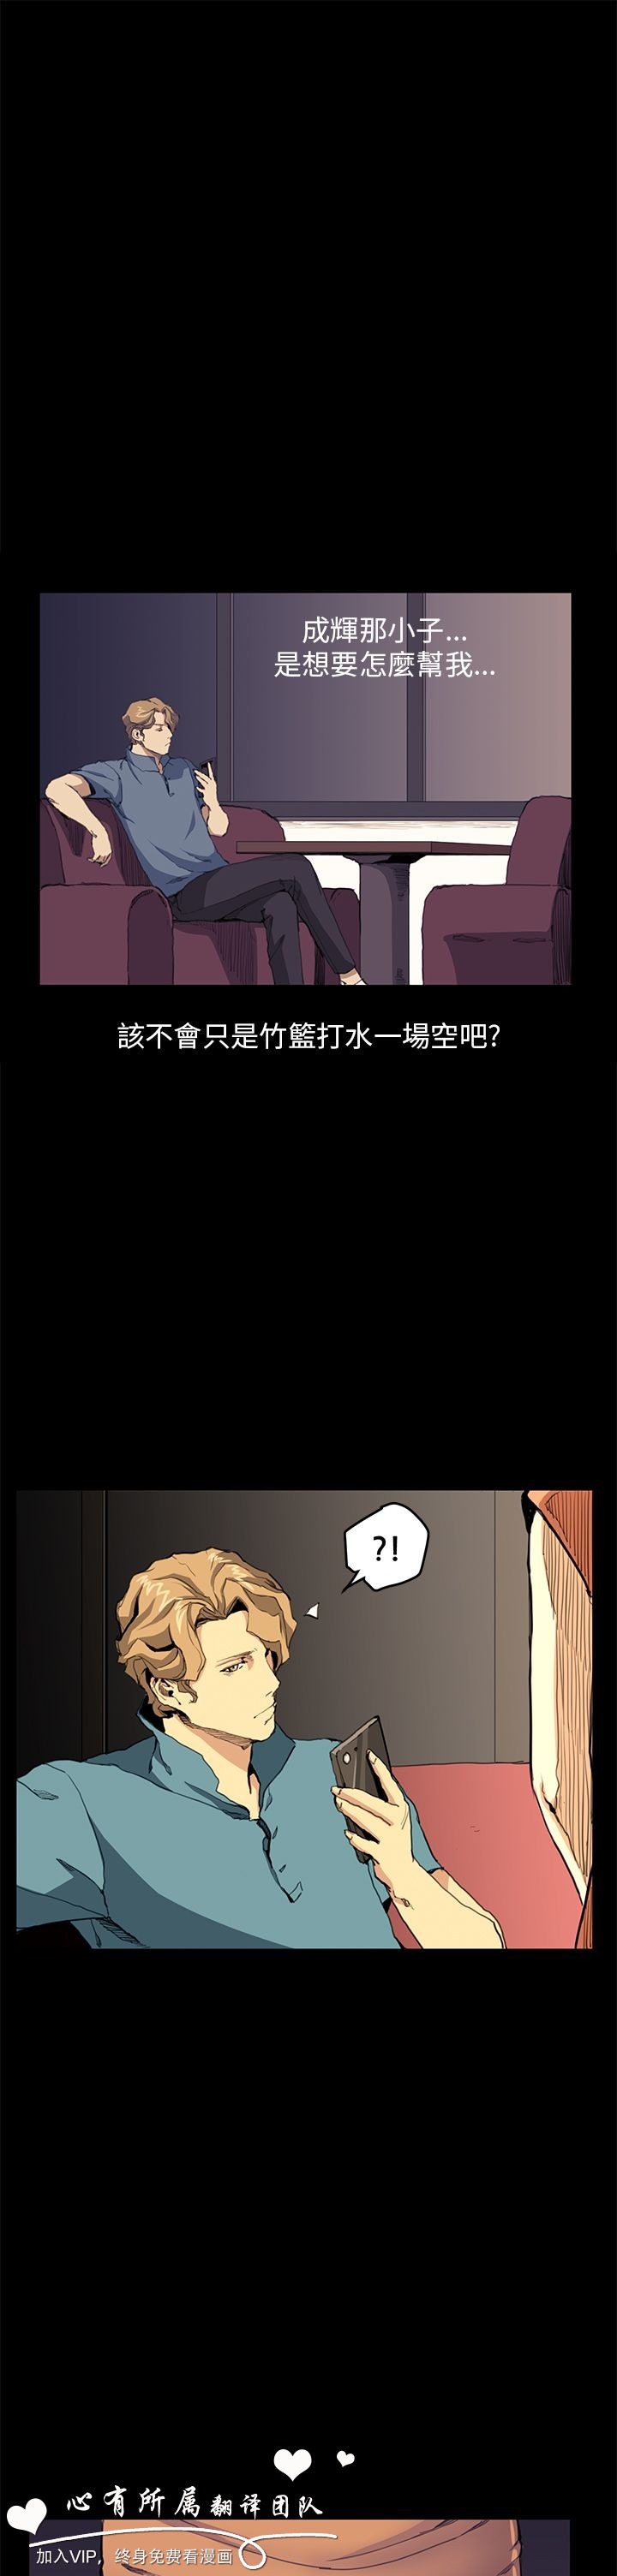 成輝那小子...
是想要怎麼幫我...
該不會只是竹籃打水一場空吧?
?!
心有所属翻译团队
加入VIP，终身免费看漫画